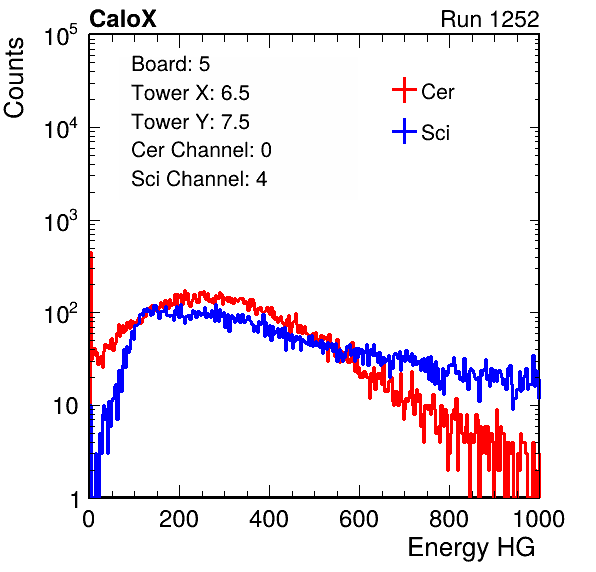 CaloX Run 1252
Counts
10^5
10^4
10^3
10^2
10
1
Board: 5
Tower X: 6.5
Tower Y: 7.5
Cer Channel: 0
Sci Channel: 4
Cer
Sci
0 200 400 600 800 1000
Energy HG